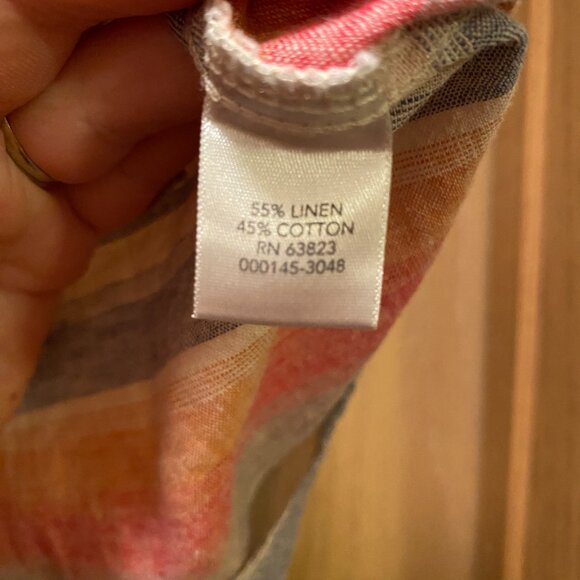 55% LINEN
45% COTTON
RN 63823
000145-3048